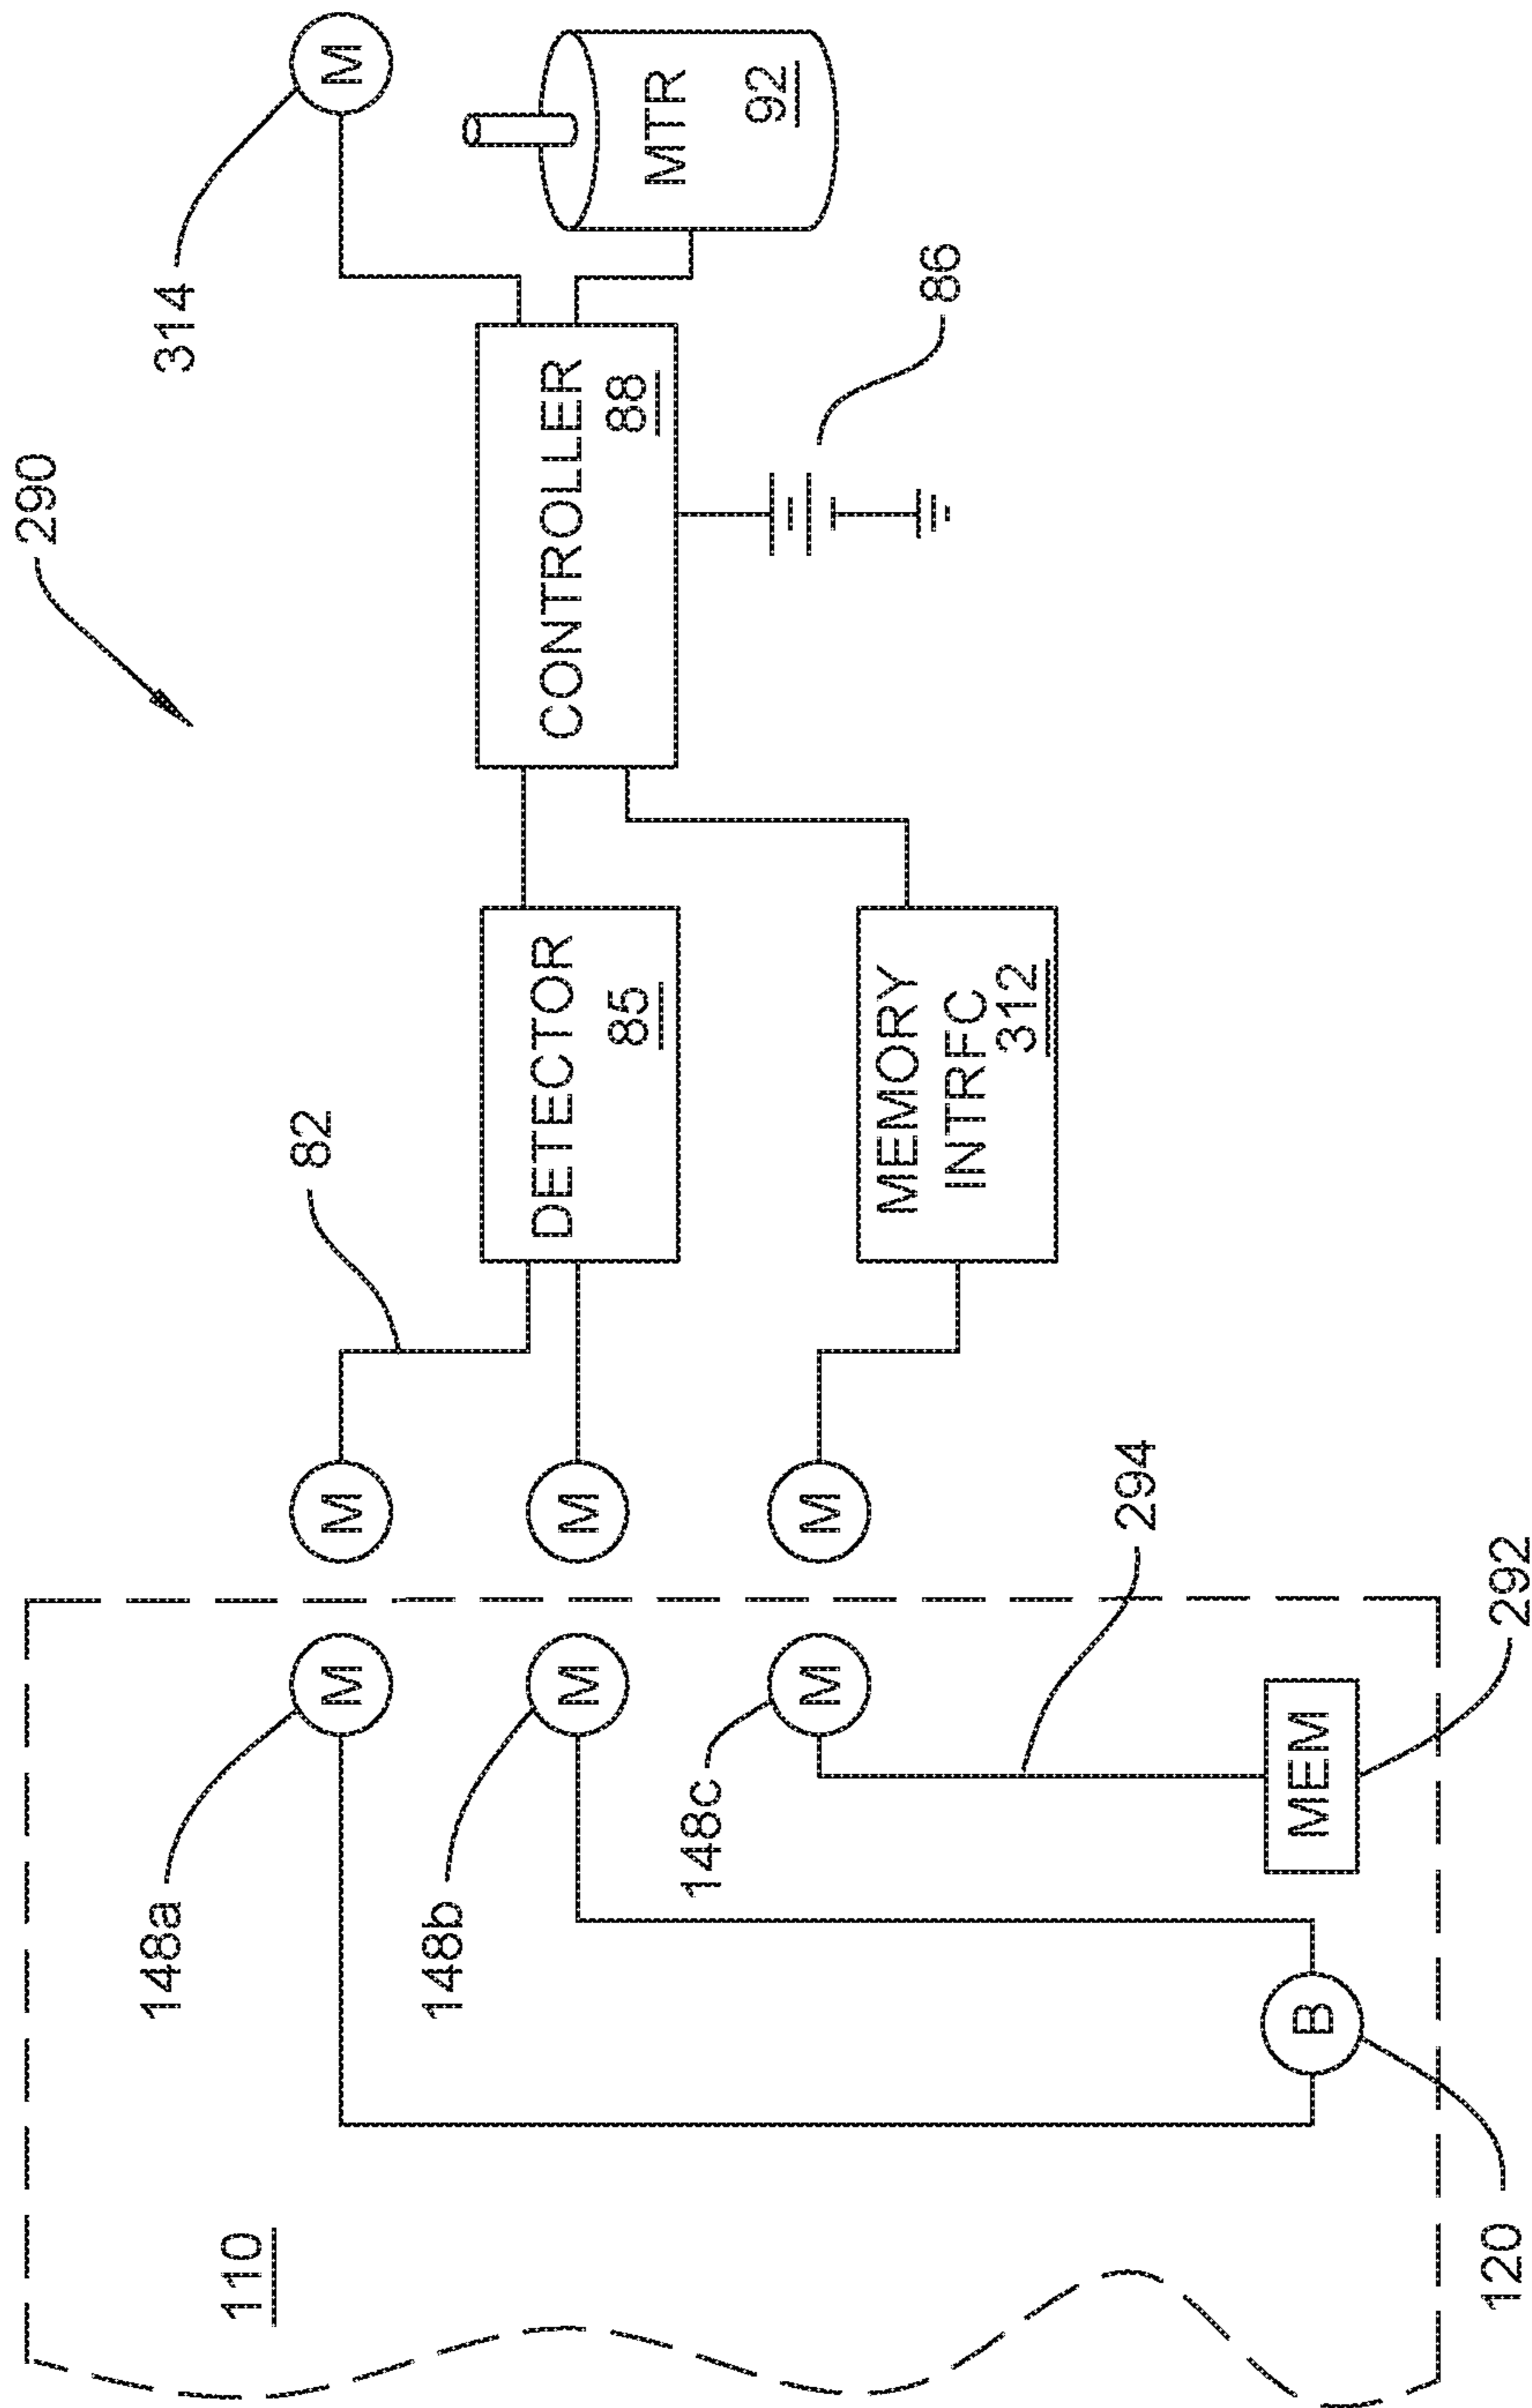 290
110
148a
M
M
82
314
M
148b
M
M
DETECTOR
85
CONTROLLER
88
MTR
92
148c
M
M
MEMORY
INTRFC
312
86
294
B
MEM
120
292